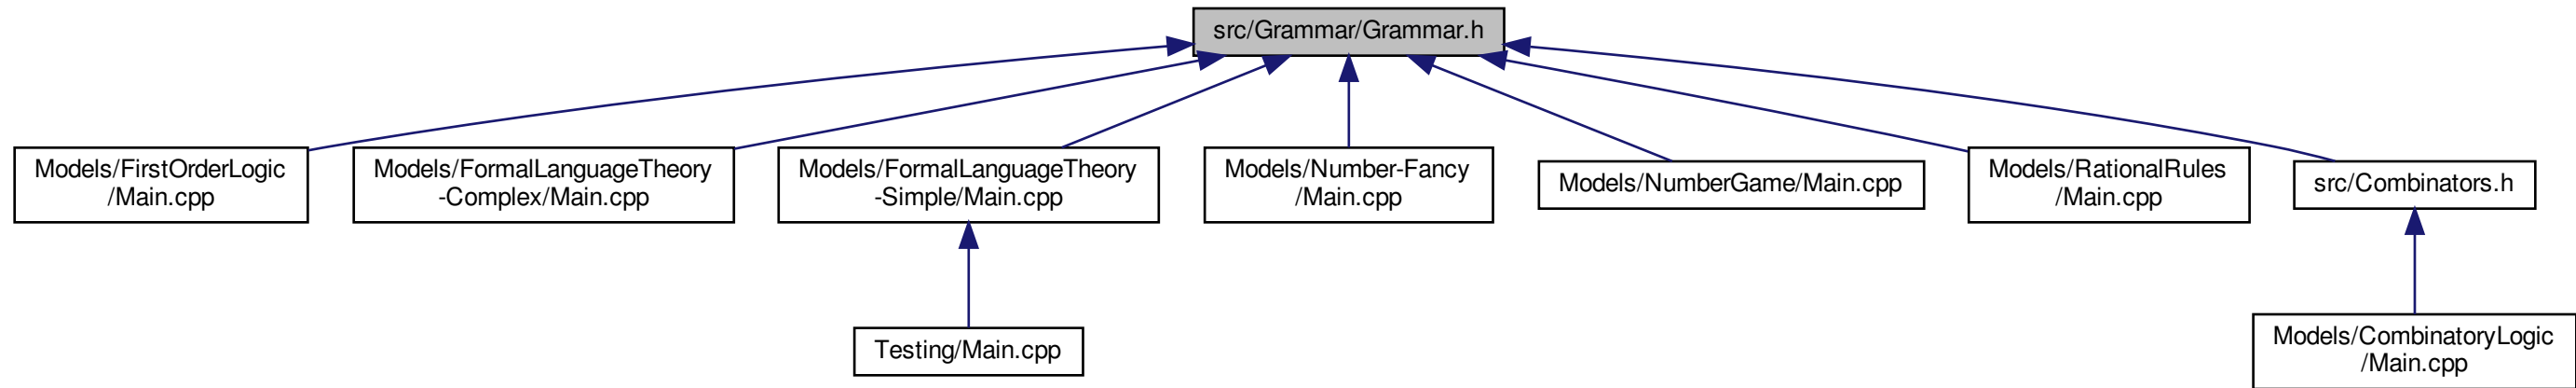 src/Grammar/Grammar.h
Models/FirstOrderLogic
/Main.cpp
Models/FormalLanguageTheory
-Complex/Main.cpp
Models/FormalLanguageTheory
-Simple/Main.cpp
Models/Number-Fancy
/Main.cpp
Models/NumberGame/Main.cpp
Models/RationalRules
/Main.cpp
src/Combinators.h
Testing/Main.cpp
Models/CombinatoryLogic
/Main.cpp